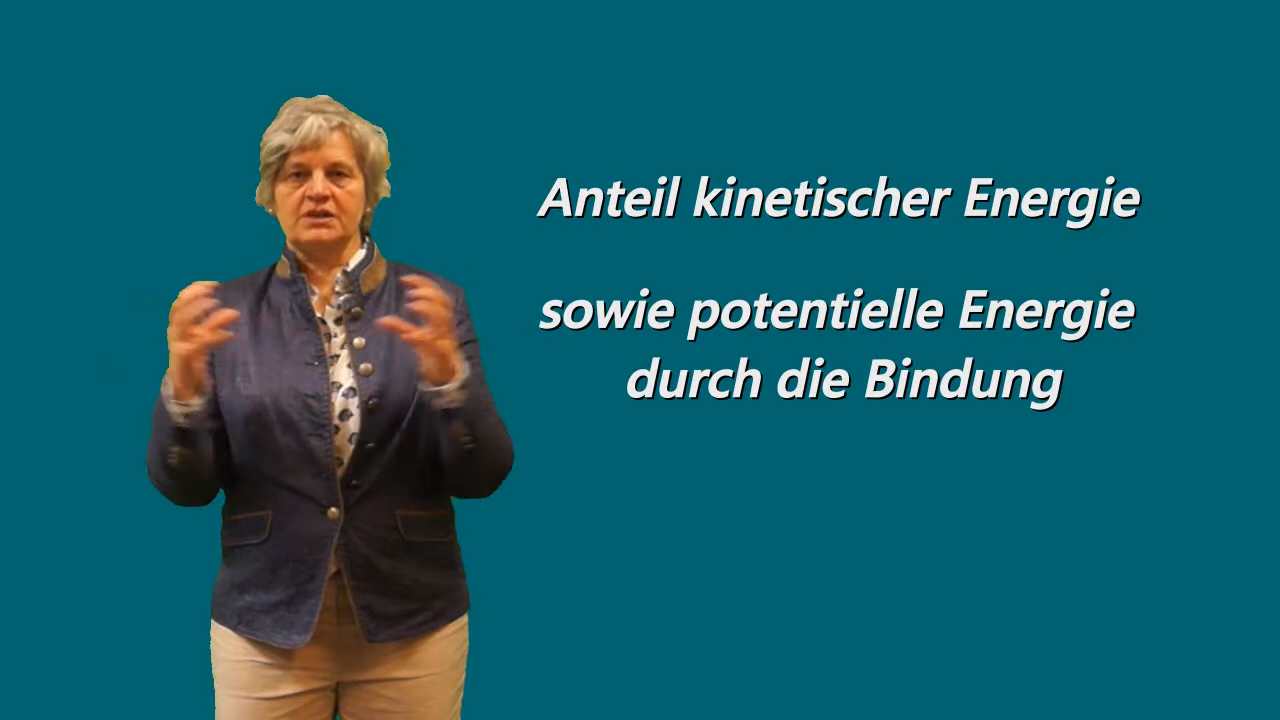 Anteil kinetischer Energie
sowie potentielle Energie
durch die Bindung